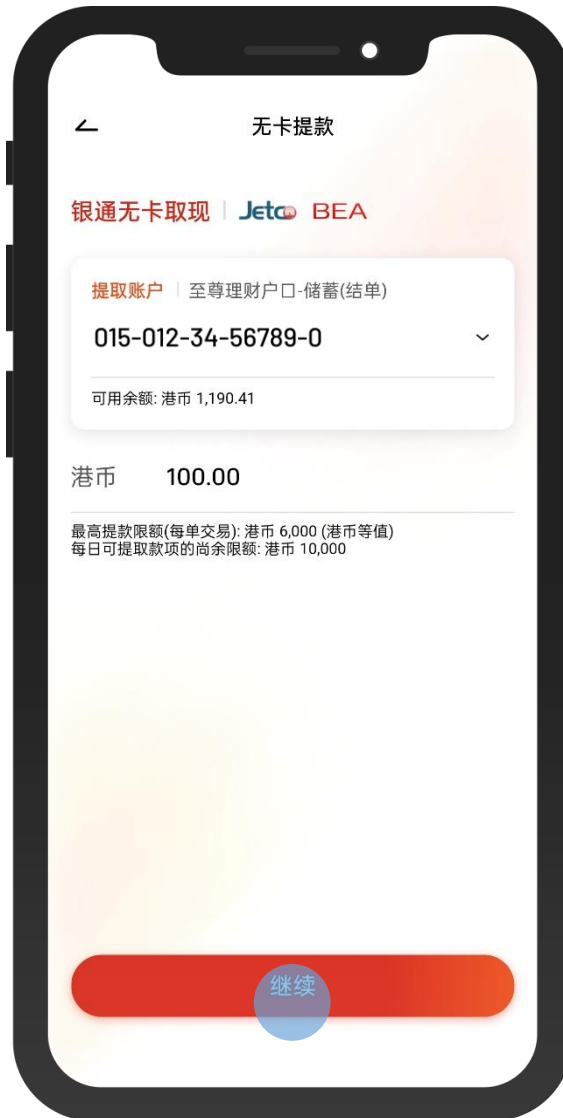 无卡提款
银通无卡取现 | Jetco BEA
提取账户 | 至尊理财户口-储蓄(结单)
015-012-34-56789-0
可用余额: 港币 1,190.41
港币 100.00
最高提款限额(每单交易): 港币 6,000 (港币等值)
每日可提取款项的尚余限额: 港币 10,000
继续